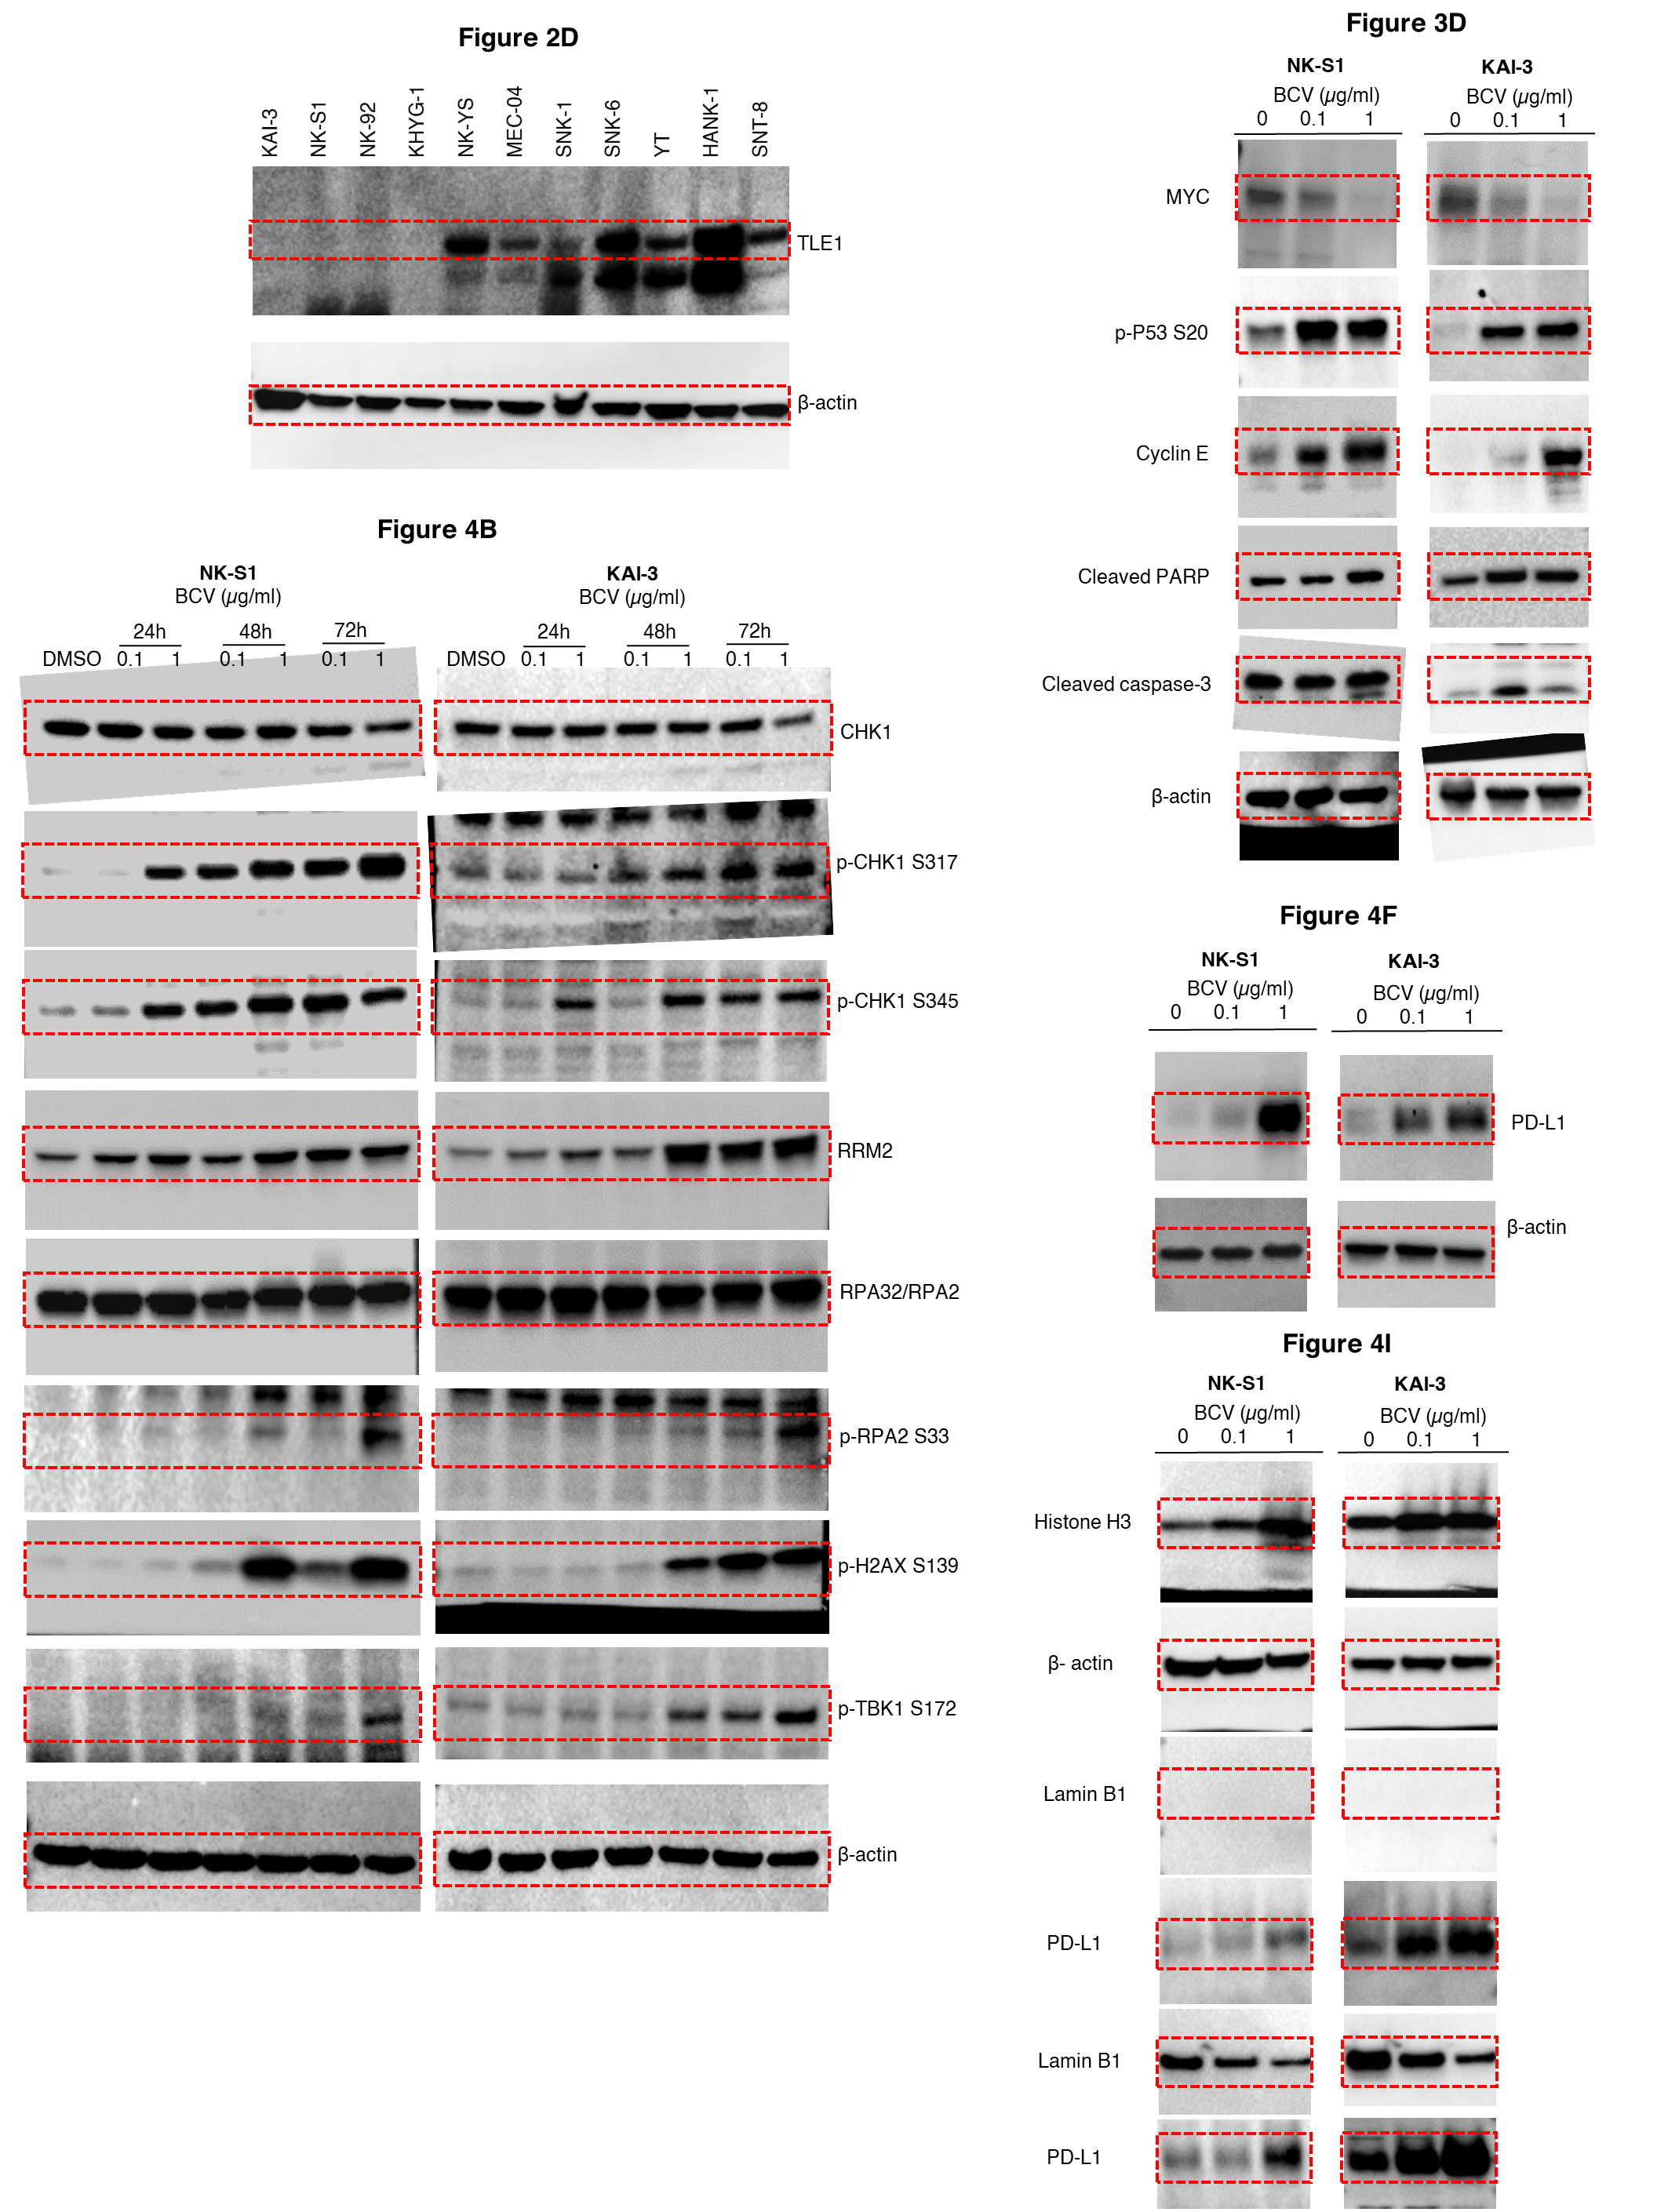 Figure 2D
KAI-3
NK-S1
NK-92
KHYG-1
NK-YS
MEC-04
SNK-1
SNK-6
YT
HANK-1
SNT-8
TLE1
β-actin
Figure 4B
NK-S1
BCV (µg/ml)
24h 48h 72h
DMSO 0.1 1 0.1 1 0.1 1
KAI-3
BCV (µg/ml)
24h 48h 72h
DMSO 0.1 1 0.1 1 0.1 1
CHK1
p-CHK1 S317
p-CHK1 S345
RRM2
RPA32/RPA2
p-RPA2 S33
p-H2AX S139
p-TBK1 S172
β-actin
Figure 3D
NK-S1
BCV (µg/ml)
0 0.1 1
KAI-3
BCV (µg/ml)
0 0.1 1
MYC
p-P53 S20
Cyclin E
Cleaved PARP
Cleaved caspase-3
β-actin
Figure 4F
NK-S1
BCV (µg/ml)
0 0.1 1
KAI-3
BCV (µg/ml)
0 0.1 1
PD-L1
β-actin
Figure 4I
NK-S1
BCV (µg/ml)
0 0.1 1
KAI-3
BCV (µg/ml)
0 0.1 1
Histone H3
β- actin
Lamin B1
PD-L1
Lamin B1
PD-L1